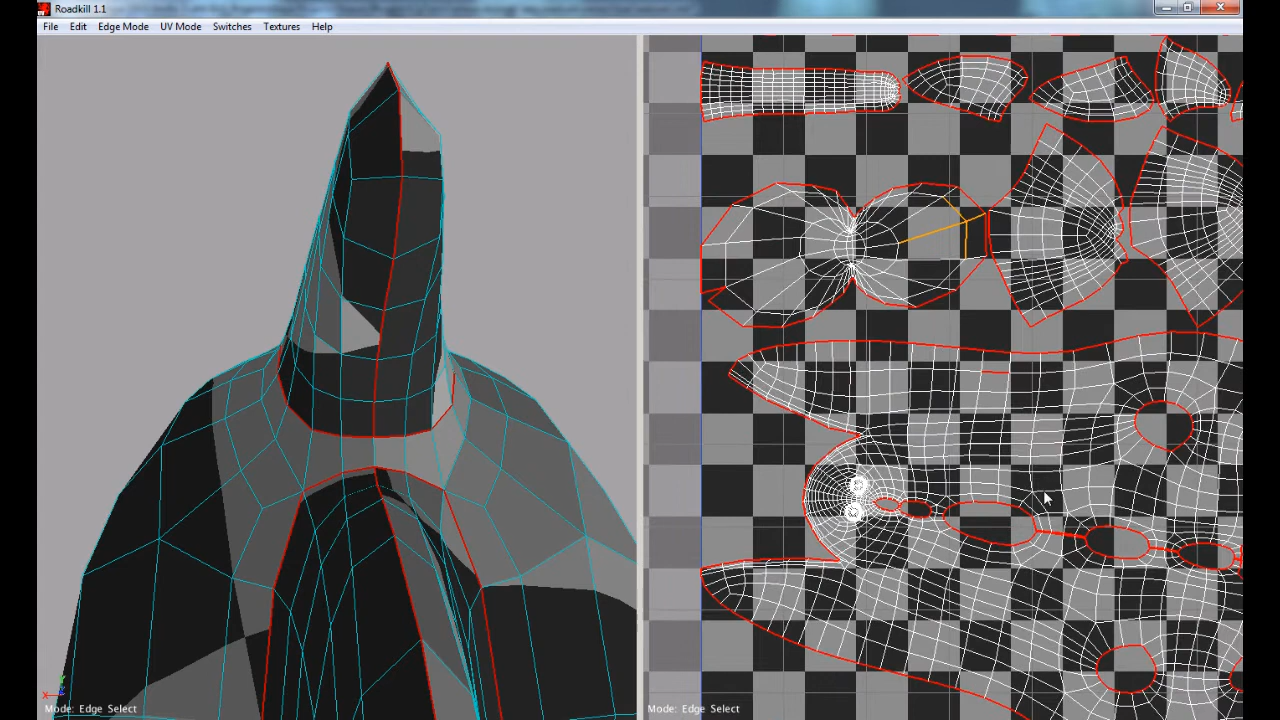 Roadkill 1.1
File Edit Edge Mode UV Mode Switches Textures Help
X
Mode: Edge Select
Mode: Edge Select